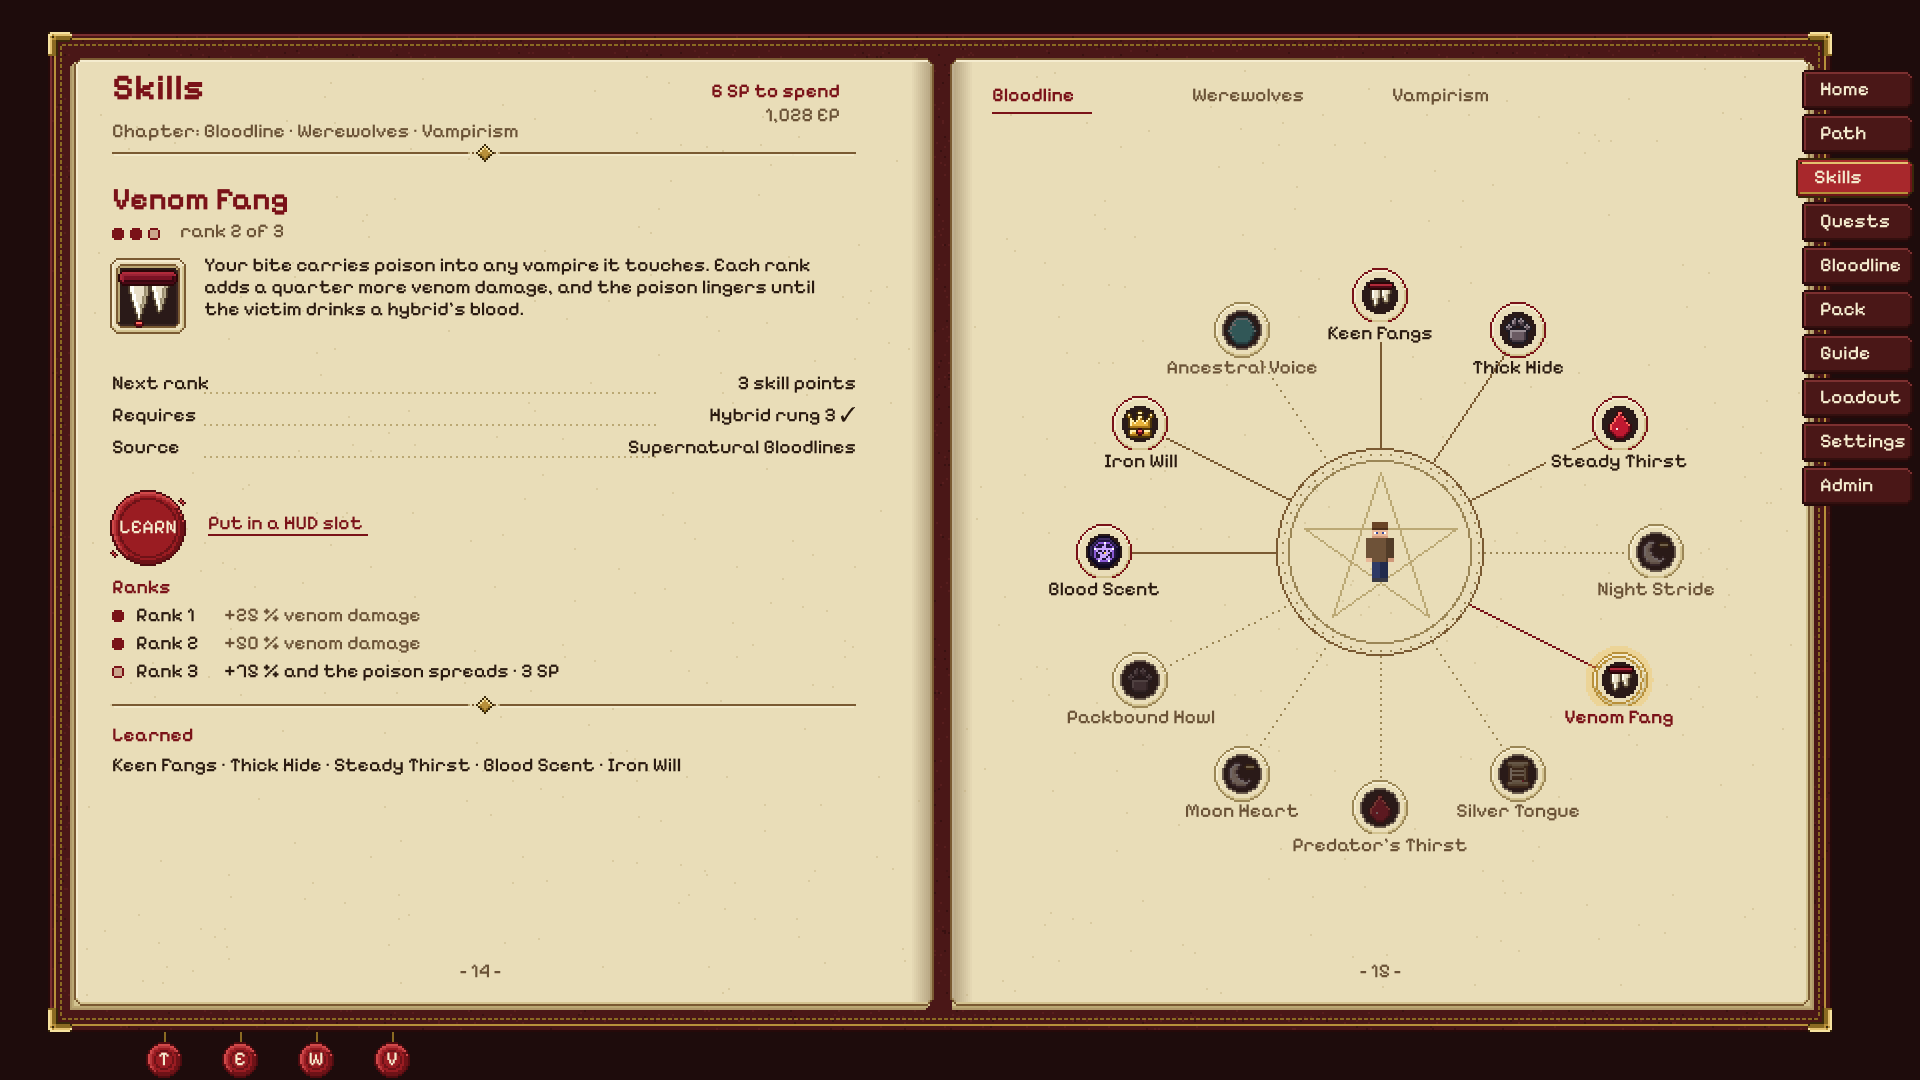 Skills
6 SP to spend
1,028 EP
Chapter: Bloodline · Werewolves · Vampirism
Venom Fang
rank 2 of 3
Your bite carries poison into any vampire it touches. Each rank
adds a quarter more venom damage, and the poison lingers until
the victim drinks a hybrid's blood.
Next rank 3 skill points
Requires Hybrid rung 3 ✓
Source Supernatural Bloodlines
LEARN
Put in a HUD slot
Ranks
Rank 1 +25 % venom damage
Rank 2 +50 % venom damage
Rank 3 +75 % and the poison spreads · 3 SP
Learned
Keen Fangs · Thick Hide · Steady Thirst · Blood Scent · Iron Will
- 14 -
Bloodline Werewolves Vampirism
Keen Fangs
Ancestral Voice
Thick Hide
Iron Will
Steady Thirst
Blood Scent
Night Stride
Packbound Howl
Venom Fang
Moon Heart
Silver Tongue
Predator's Thirst
- 15 -
Home
Path
Skills
Quests
Bloodline
Pack
Guide
Loadout
Settings
Admin
T E W V